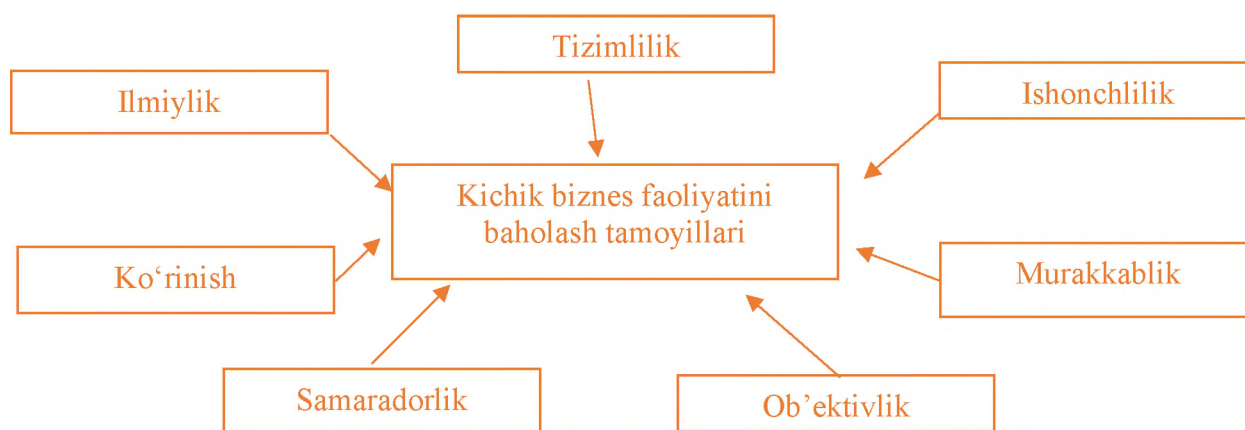 Tizimlilik
Ilmiylik
Ishonchlilik
Kichik biznes faoliyatini
baholash tamoyillari
Ko‘rinish
Murakkablik
Samaradorlik
Ob’ektivlik